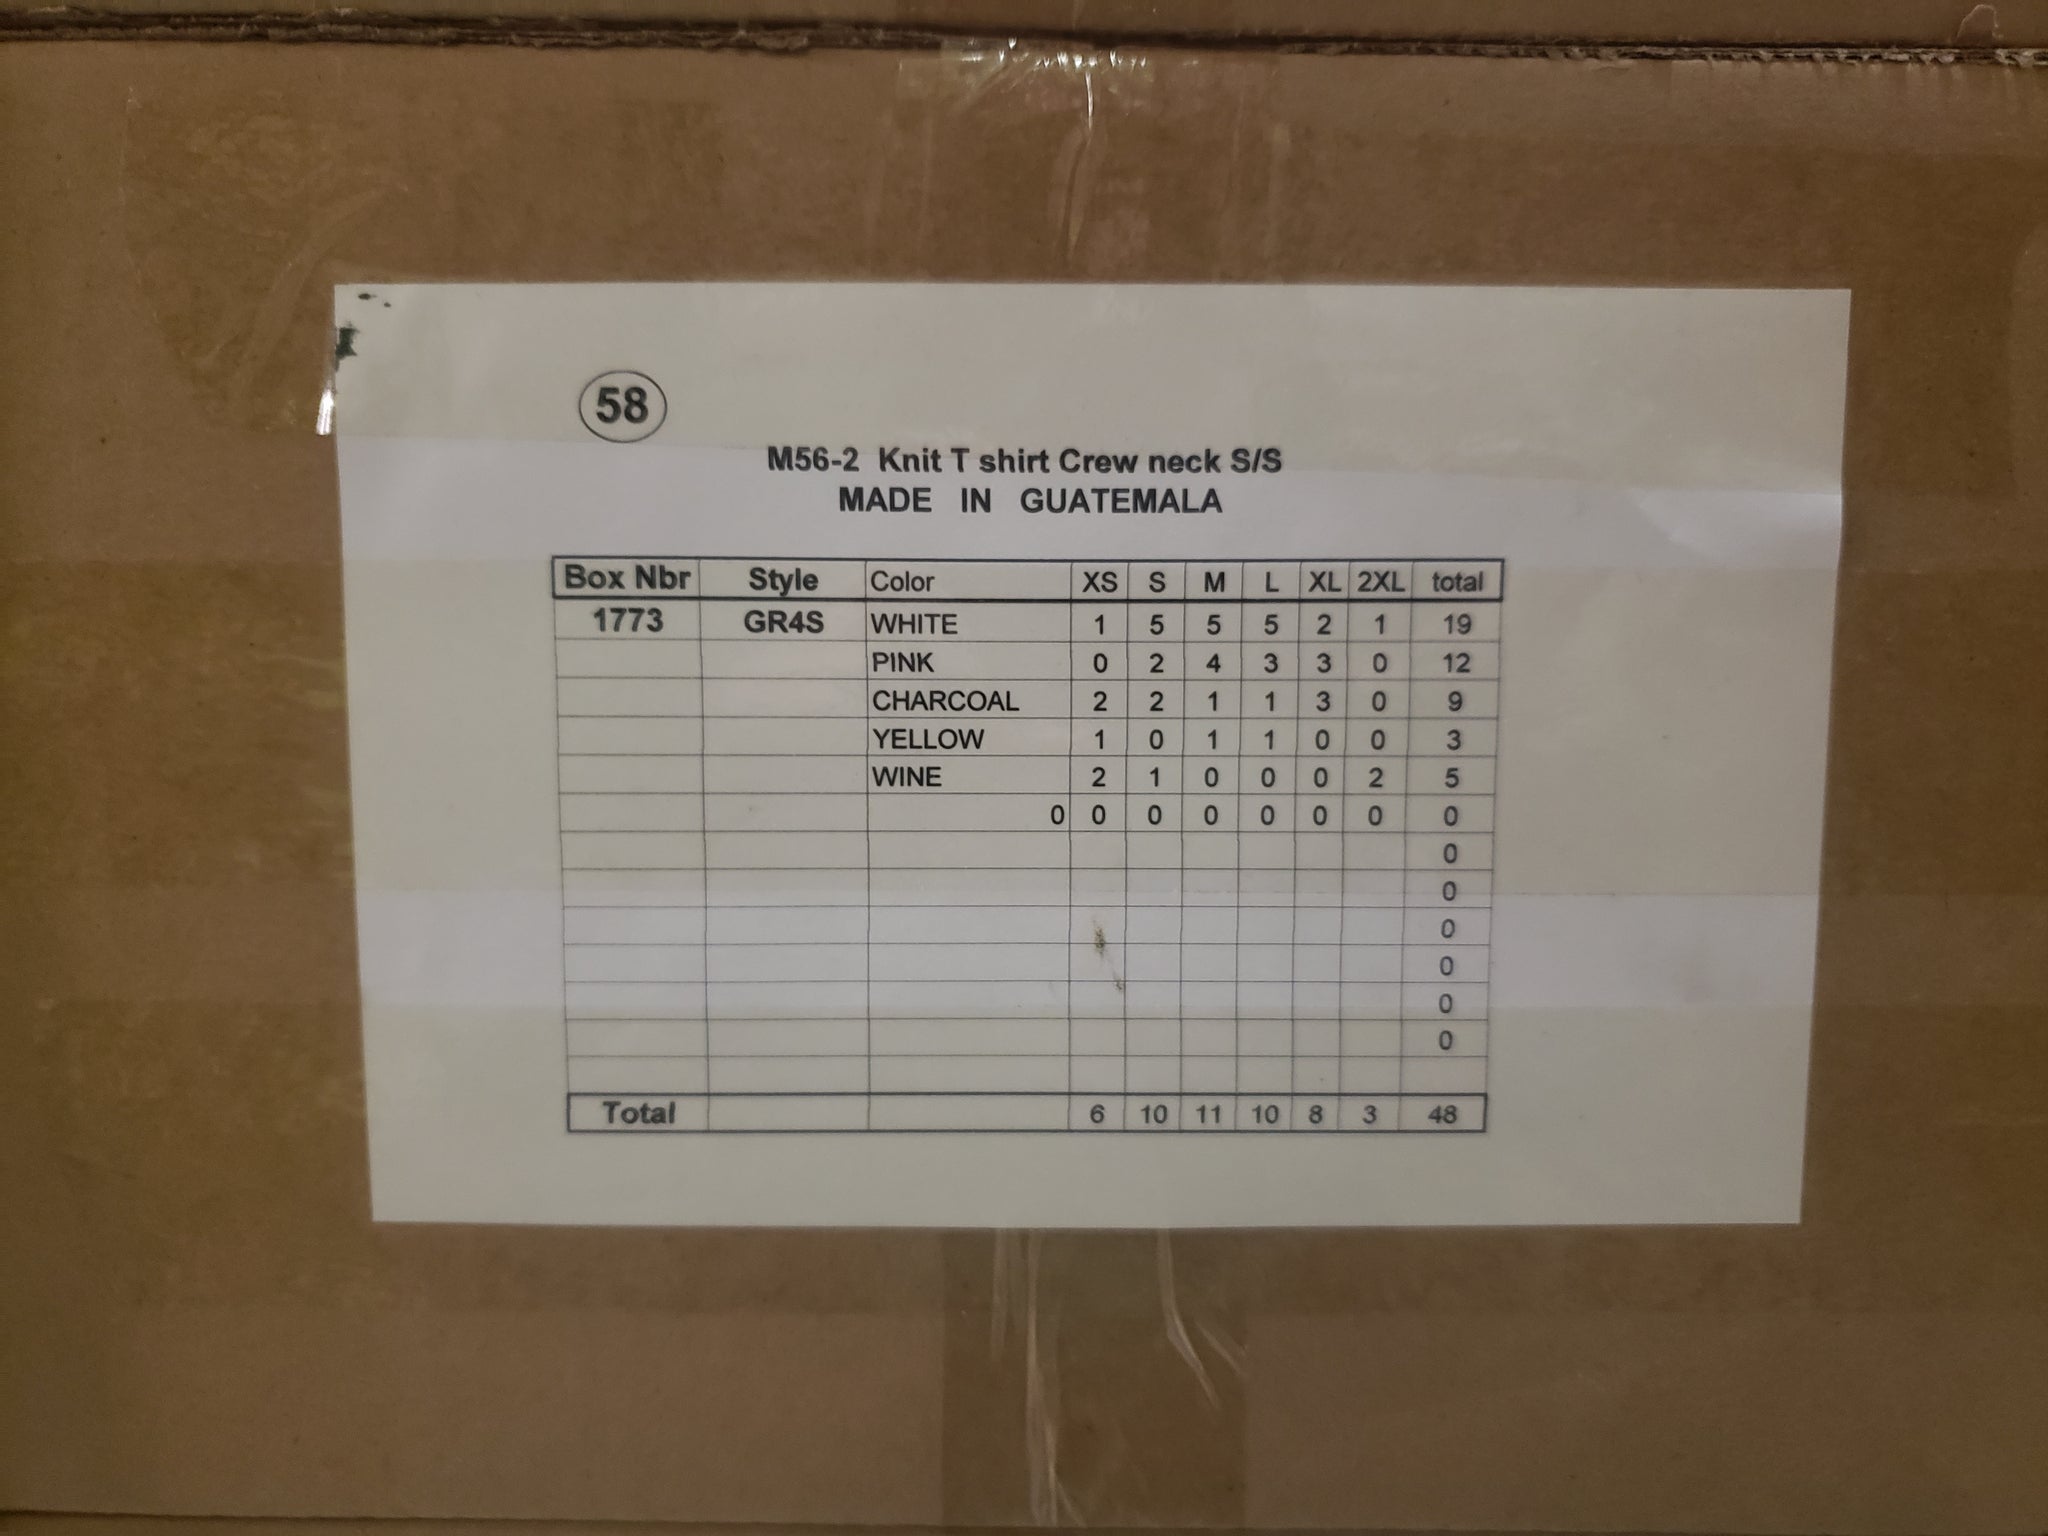 58
M56-2 Knit T shirt Crew neck S/S
MADE IN GUATEMALA
Box Nbr Style Color XS S M L XL 2XL total
1773 GR4S WHITE 1 5 5 5 2 1 19
PINK 0 2 4 3 3 0 12
CHARCOAL 2 2 1 1 3 0 9
YELLOW 1 0 1 1 0 0 3
WINE 2 1 0 0 0 2 5
0 0 0 0 0 0 0 0
0
0
0
0
0
0
Total 6 10 11 10 8 3 48